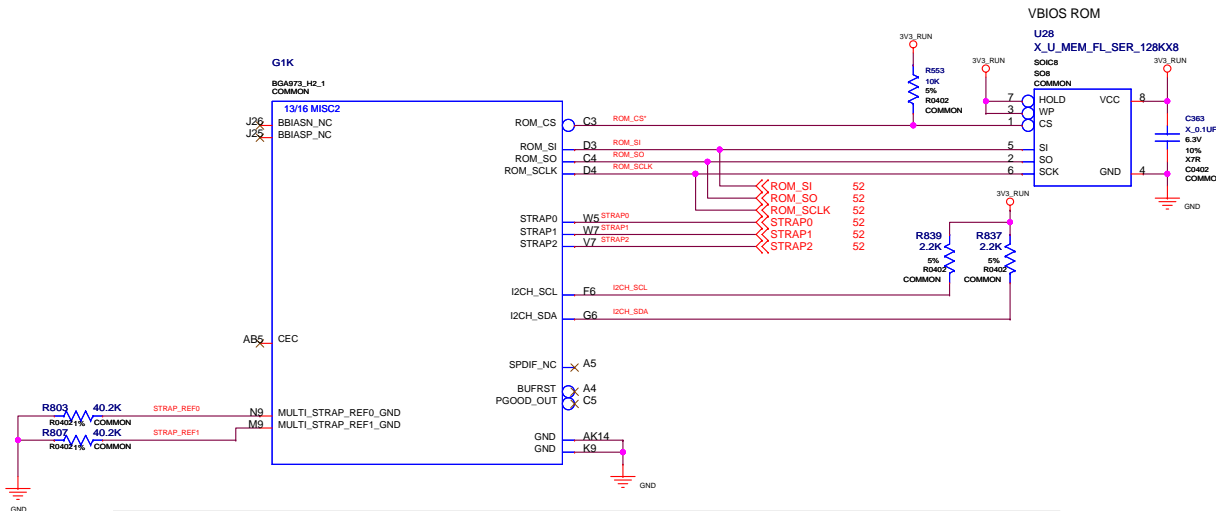 VBIOS ROM
U28
X_U_MEM_FL_SER_128KX8
SOIC8
SO8
COMMON
3V3_RUN
3V3_RUN
3V3_RUN
R553
10K
5%
R0402
COMMON
7 HOLD
3 WP
1 CS
5 SI
2 SO
6 SCK
VCC 8
GND 4
C363
X_0.1UF
6.3V
10%
X7R
C0402
COMMON
GND
G1K
BGA973_H2_1
COMMON
13/16 MISC2
J26 BBIASN_NC
J25 BBIASP_NC
ROM_CS C3 ROM_CS*
ROM_SI D3 ROM_SI
ROM_SO C4 ROM_SO
ROM_SCLK D4 ROM_SCLK
ROM_SI 52
ROM_SO 52
ROM_SCLK 52
STRAP0 W5 STRAP0 STRAP0 52
STRAP1 W7 STRAP1 STRAP1 52
STRAP2 V7 STRAP2 STRAP2 52
3V3_RUN
R839
2.2K
5%
R0402
COMMON
R837
2.2K
5%
R0402
COMMON
I2CH_SCL F6 I2CH_SCL
I2CH_SDA G6 I2CH_SDA
AB5 CEC
SPDIF_NC A5
BUFRST A4
PGOOD_OUT C5
R803 40.2K STRAP_REF0 N9 MULTI_STRAP_REF0_GND
R0402 1% COMMON
R807 40.2K STRAP_REF1 M9 MULTI_STRAP_REF1_GND
R0402 1% COMMON
GND AK14
GND K9
GND
GND